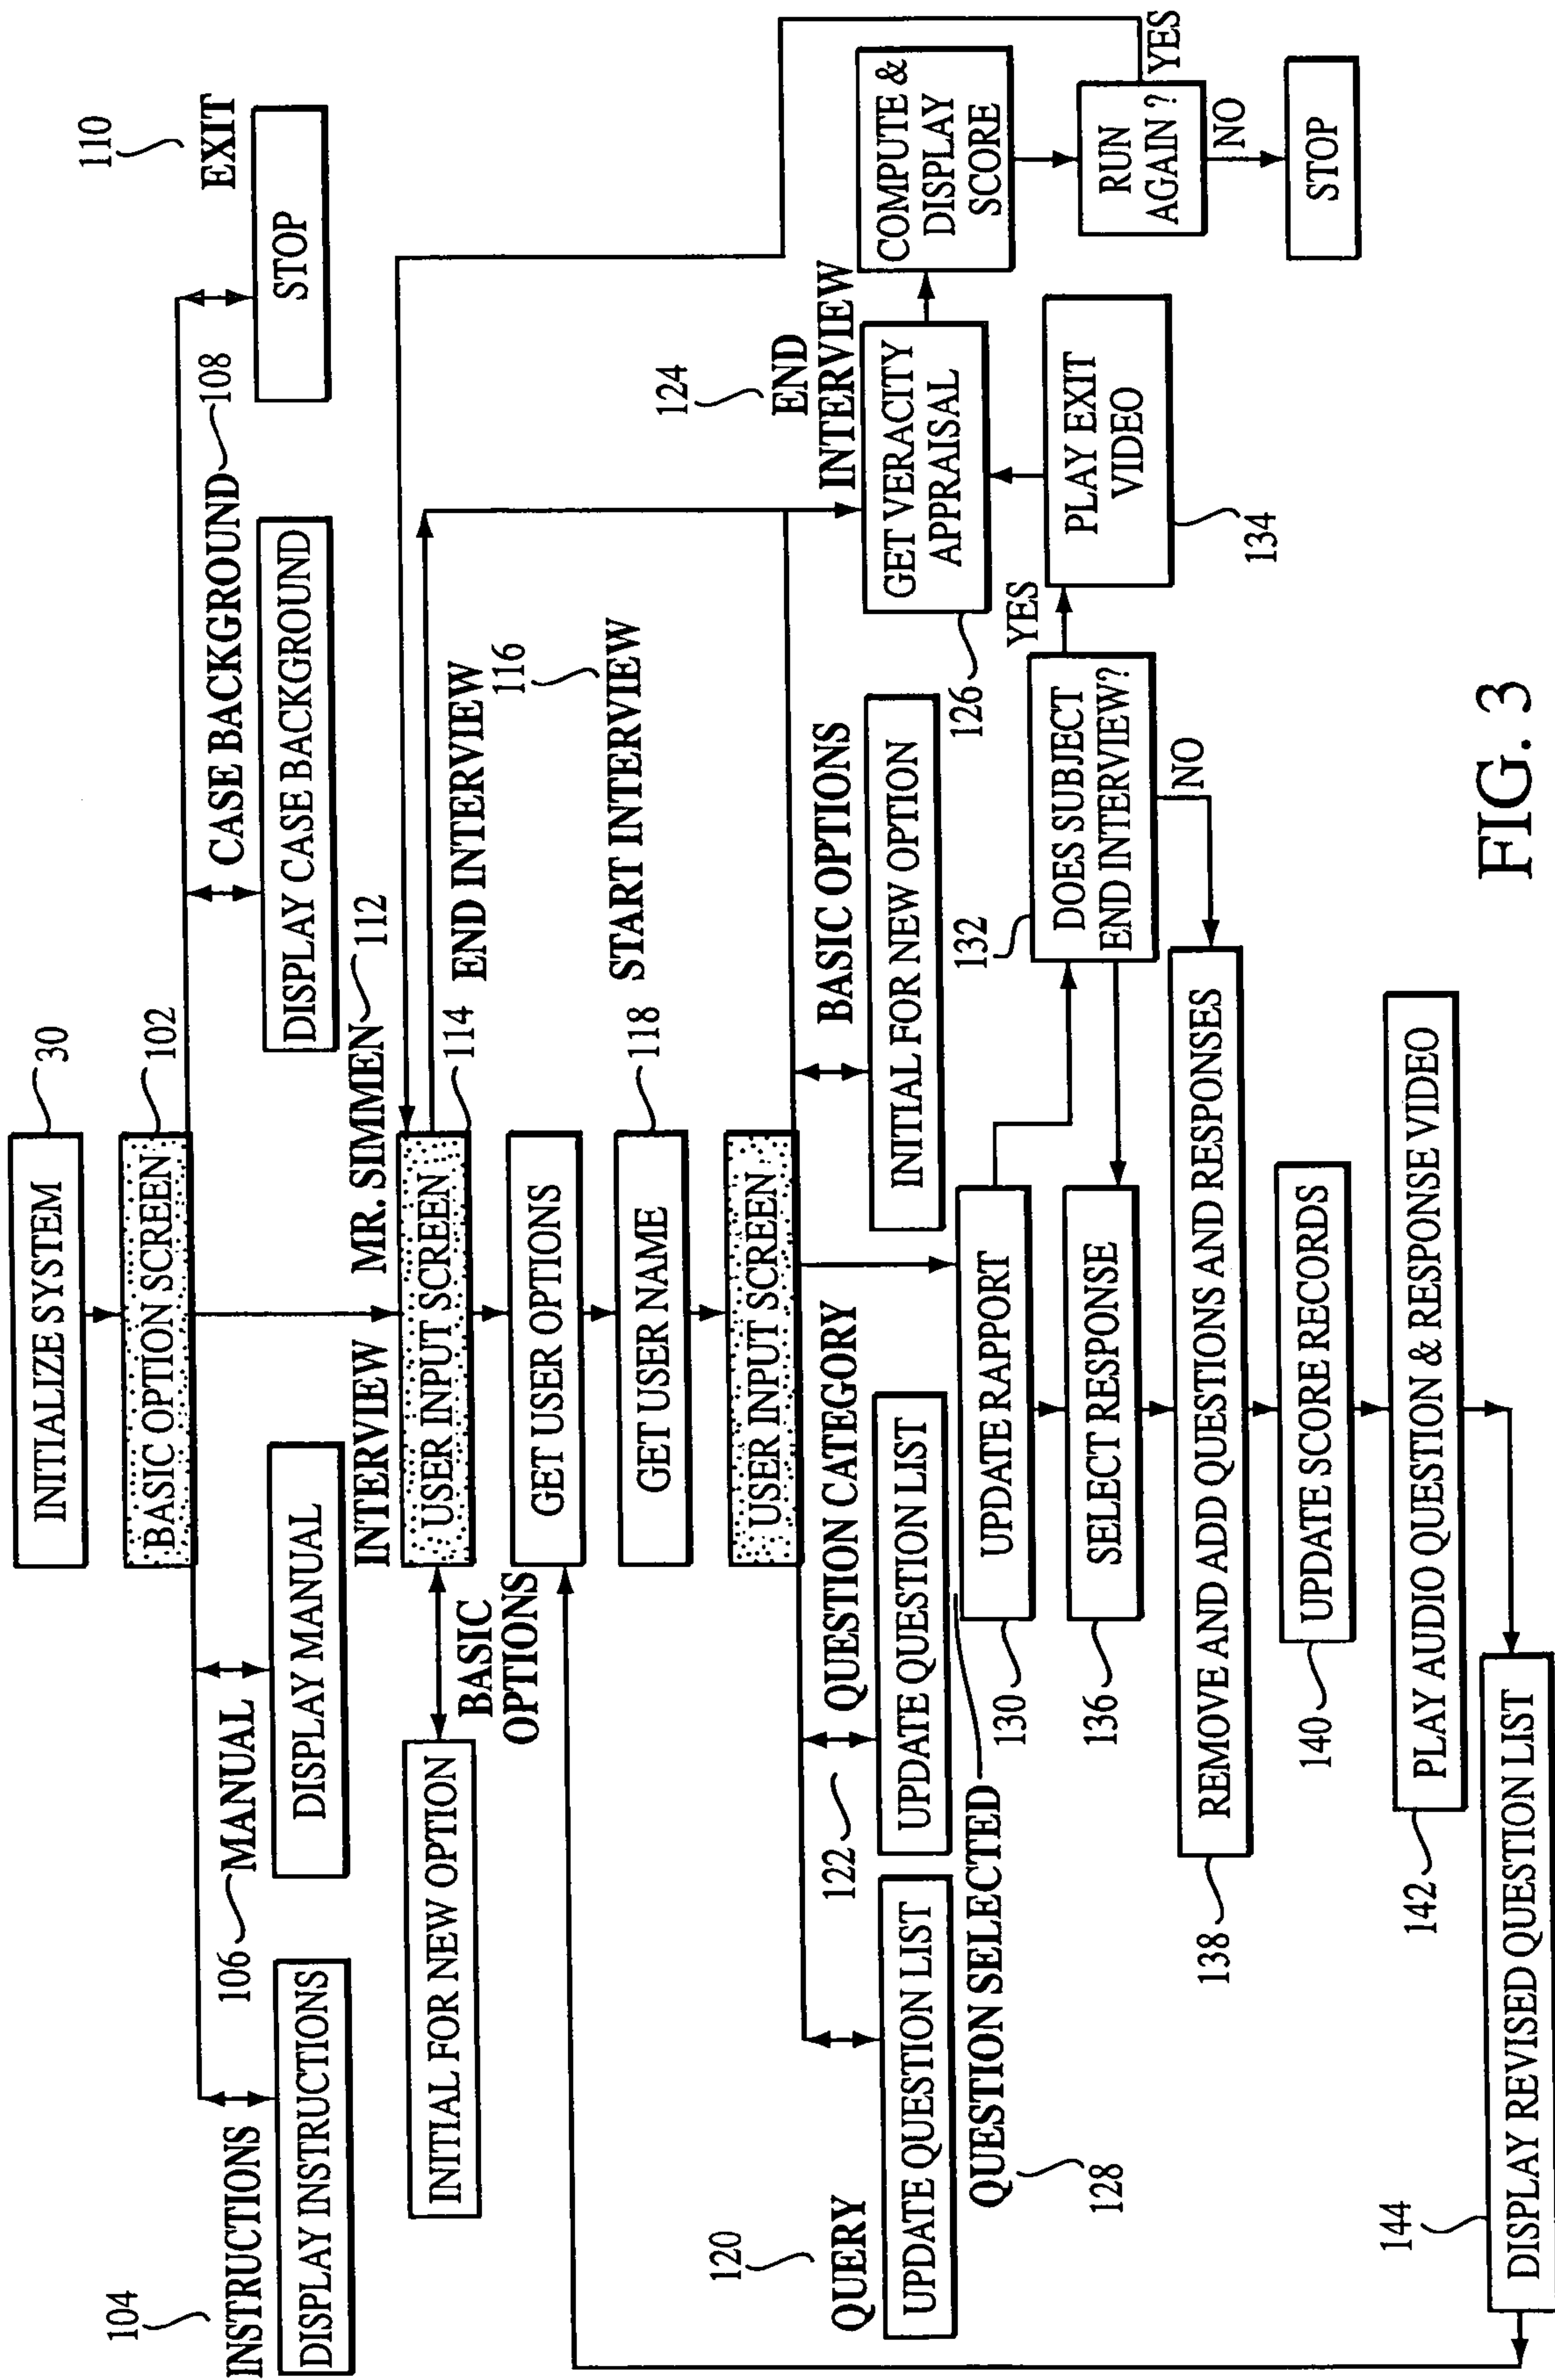 INITIALIZE SYSTEM
30
BASIC OPTION SCREEN
102
104
INSTRUCTIONS
DISPLAY INSTRUCTIONS
106
MANUAL
DISPLAY MANUAL
CASE BACKGROUND
108
DISPLAY CASE BACKGROUND
110
EXIT
STOP
INTERVIEW
MR. SIMMEN
112
USER INPUT SCREEN
114
INITIAL FOR NEW OPTION
BASIC
OPTIONS
END INTERVIEW
116
GET USER OPTIONS
START INTERVIEW
GET USER NAME
118
USER INPUT SCREEN
120
QUERY
UPDATE QUESTION LIST
122
QUESTION CATEGORY
UPDATE QUESTION LIST
BASIC OPTIONS
INITIAL FOR NEW OPTION
124
END
INTERVIEW
GET VERACITY
APPRAISAL
126
COMPUTE &
DISPLAY
SCORE
RUN
AGAIN ?
YES
NO
STOP
QUESTION SELECTED
128
UPDATE RAPPORT
130
132
DOES SUBJECT
END INTERVIEW?
YES
NO
PLAY EXIT
VIDEO
134
SELECT RESPONSE
136
REMOVE AND ADD QUESTIONS AND RESPONSES
138
UPDATE SCORE RECORDS
140
PLAY AUDIO QUESTION & RESPONSE VIDEO
142
144
DISPLAY REVISED QUESTION LIST
FIG. 3